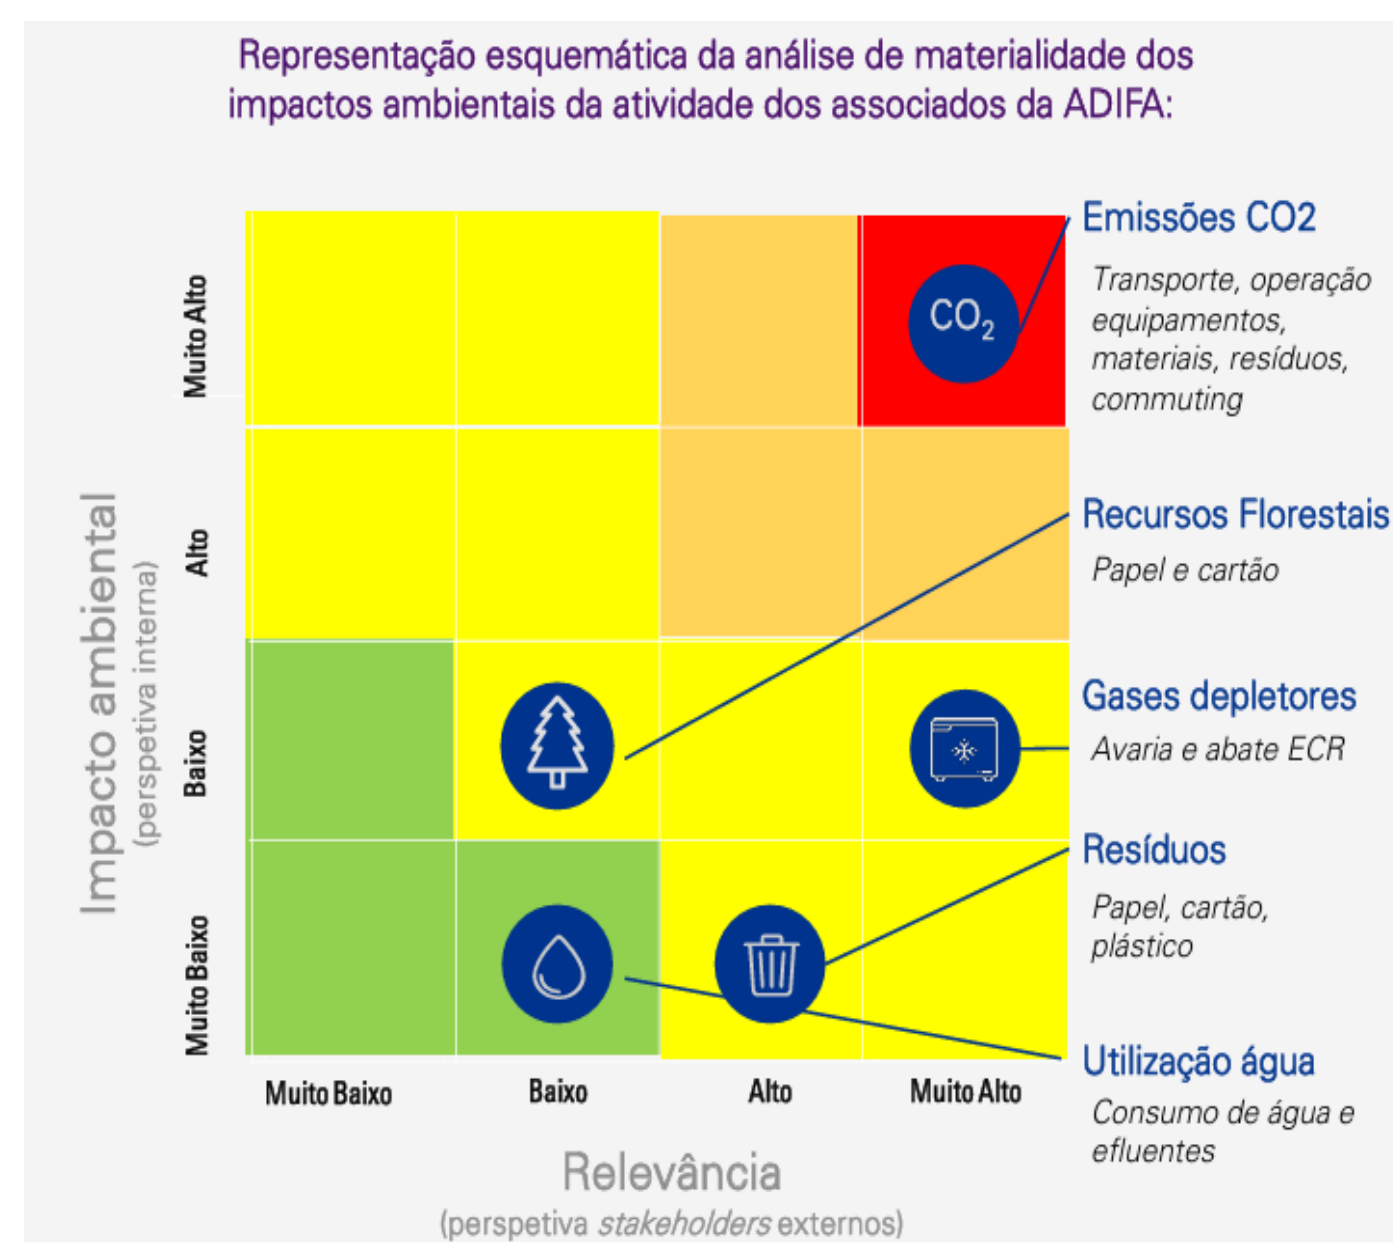 Representação esquemática da análise de materialidade dos
impactos ambientais da atividade dos associados da ADIFA:
Impacto ambiental
(perspetiva interna)
Muito Alto
Alto
Baixo
Muito Baixo
CO2
Emissões CO2
Transporte, operação
equipamentos,
materiais, resíduos,
commuting
Recursos Florestais
Papel e cartão
Gases depletores
Avaria e abate ECR
Resíduos
Papel, cartão,
plástico
Utilização água
Consumo de água e
efluentes
Muito Baixo
Baixo
Alto
Muito Alto
Relevância
(perspetiva stakeholders externos)